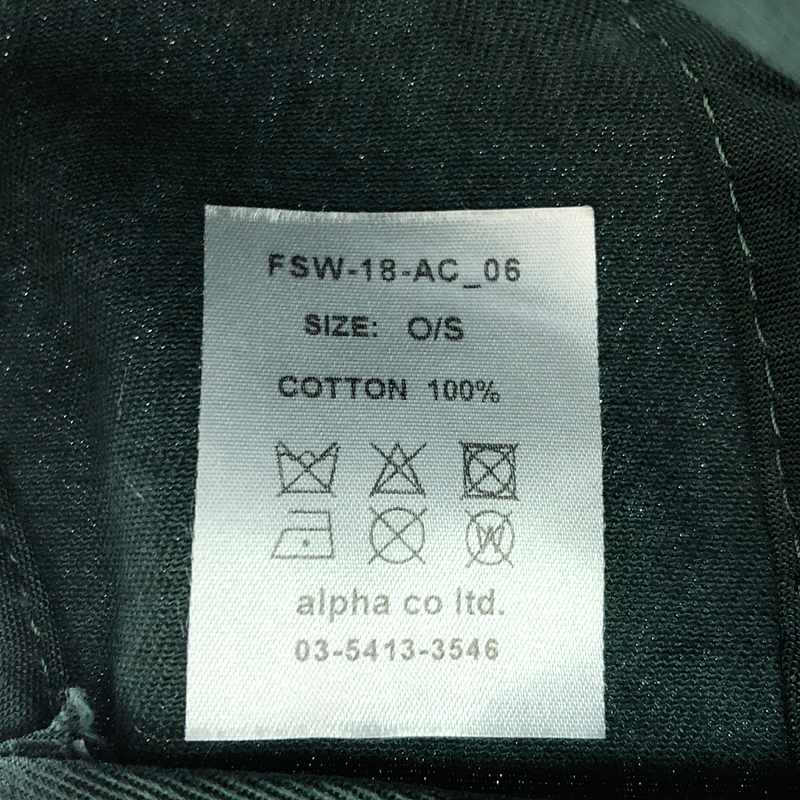 FSW-18-AC_06
SIZE: O/S
COTTON 100%
W
alpha co ltd.
03-5413-3546